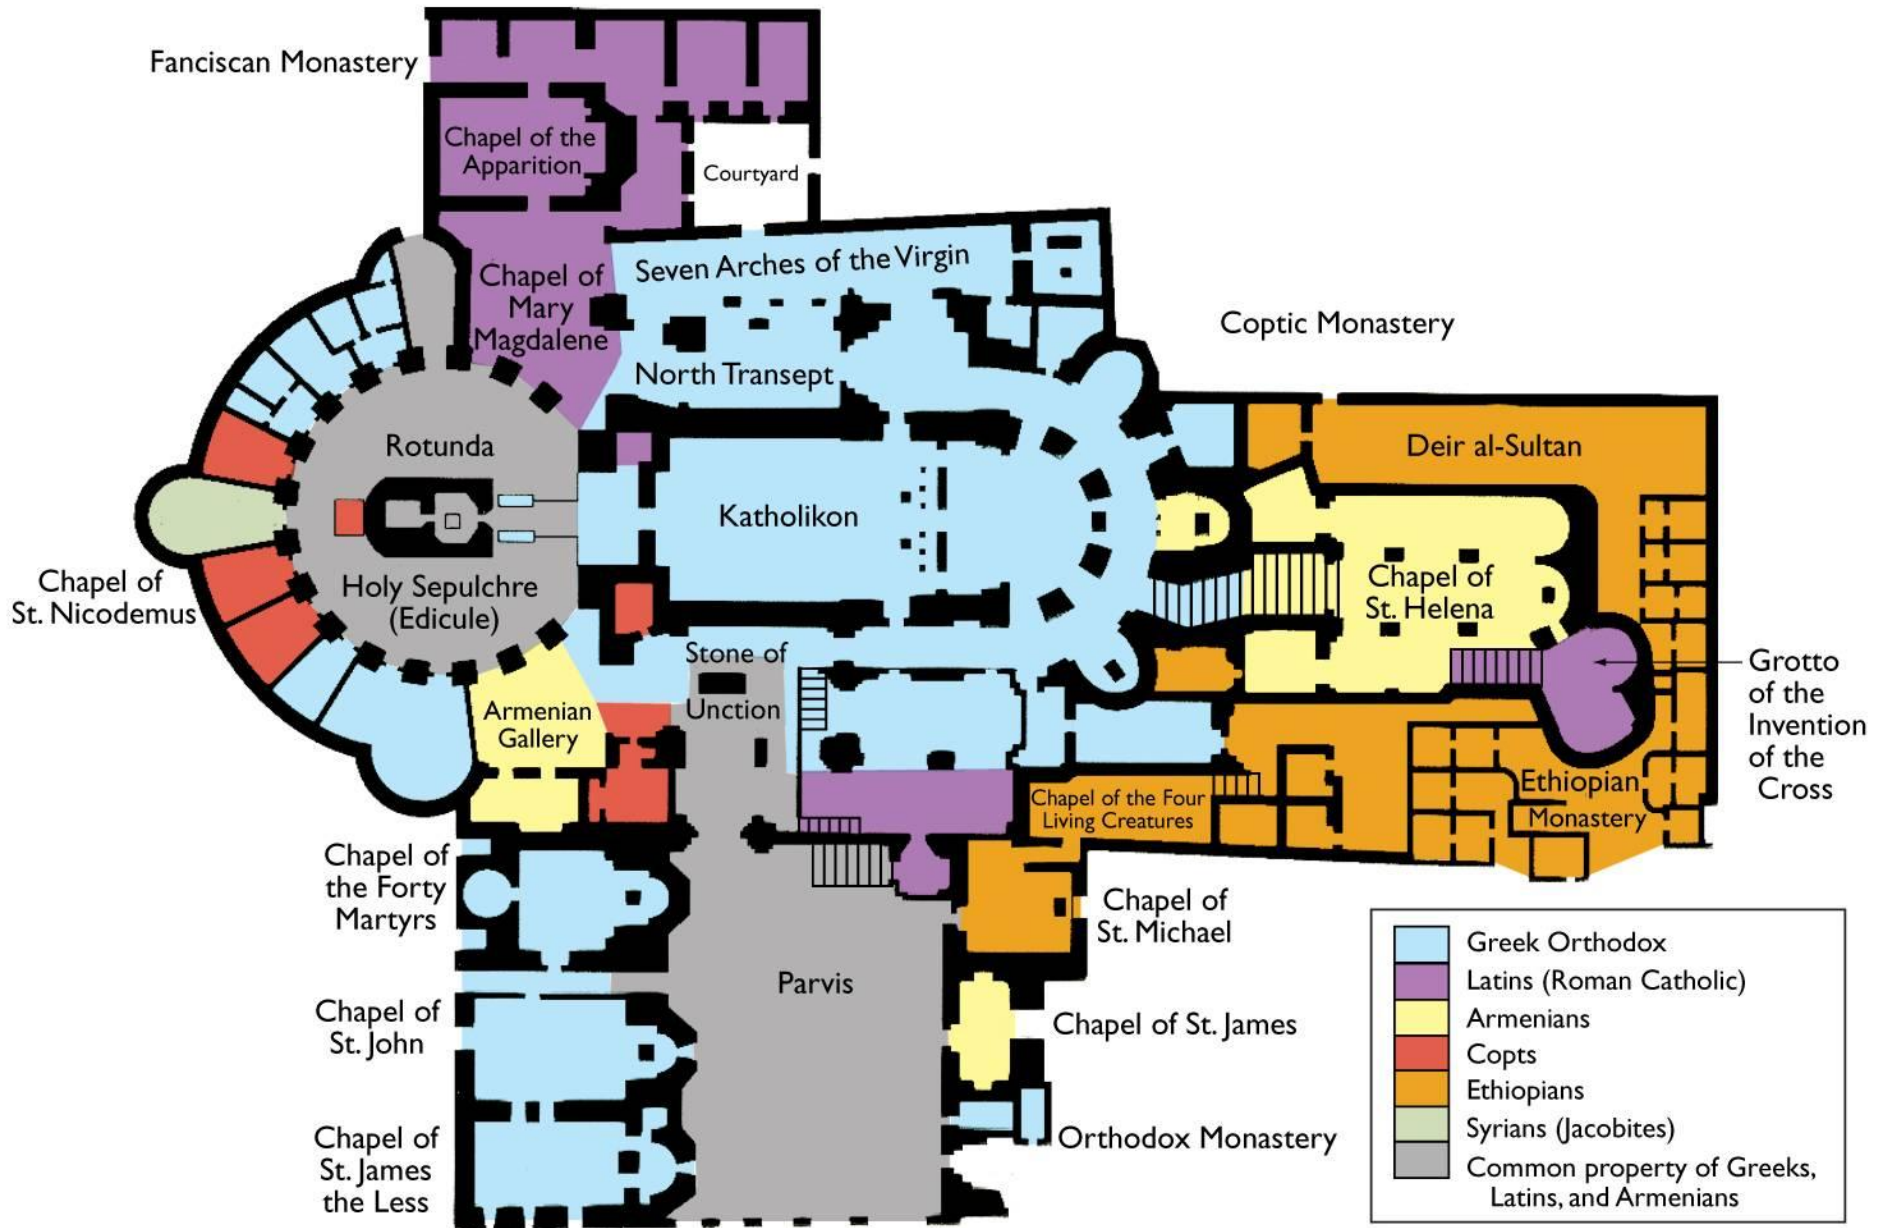 Fanciscan Monastery
Chapel of the
Apparition
Courtyard
Seven Arches of the Virgin
Chapel of
Mary
Magdalene
North Transept
Coptic Monastery
Rotunda
Deir al-Sultan
Katholikon
Holy Sepulchre
(Edicule)
Chapel of
St. Nicodemus
Chapel of
St. Helena
Stone of
Unction
Grotto
of the
Invention
of the
Cross
Armenian
Gallery
Chapel of the Four
Living Creatures
Ethiopian
Monastery
Chapel of
the Forty
Martyrs
Chapel of
St. Michael
Parvis
Chapel of
St. John
Chapel of St. James
Chapel of
St. James
the Less
Orthodox Monastery
Greek Orthodox
Latins (Roman Catholic)
Armenians
Copts
Ethiopians
Syrians (Jacobites)
Common property of Greeks,
Latins, and Armenians